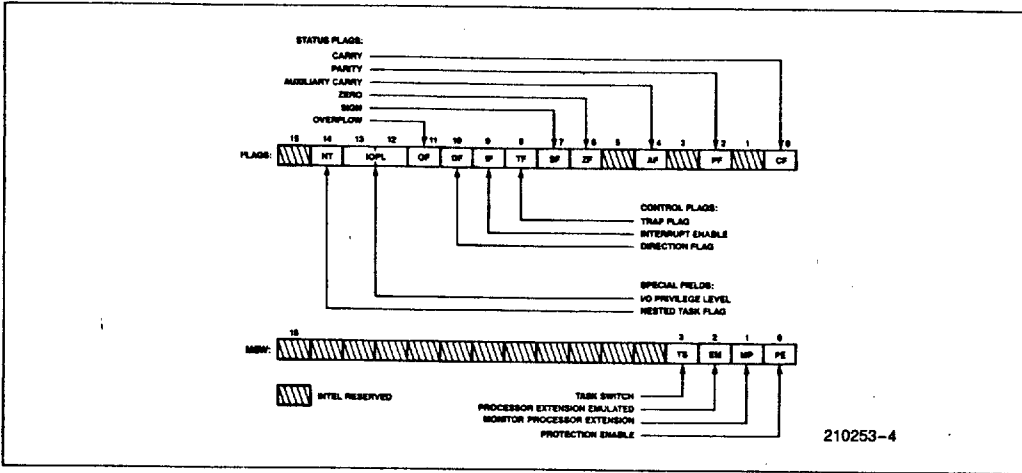 STATUS FLAGS:
CARRY
PARITY
AUXILIARY CARRY
ZERO
SIGN
OVERFLOW
15 14 13 12 11 10 9 8 7 6 5 4 3 2 1 0
FLAGS: NT IOPL OF DF IF TF SF ZF AF PF CF
CONTROL FLAGS:
TRAP FLAG
INTERRUPT ENABLE
DIRECTION FLAG
SPECIAL FIELDS:
I/O PRIVILEGE LEVEL
NESTED TASK FLAG
15 3 2 1 0
MSW: TS EM MP PE
INTEL RESERVED
TASK SWITCH
PROCESSOR EXTENSION EMULATED
MONITOR PROCESSOR EXTENSION
PROTECTION ENABLE
210253-4